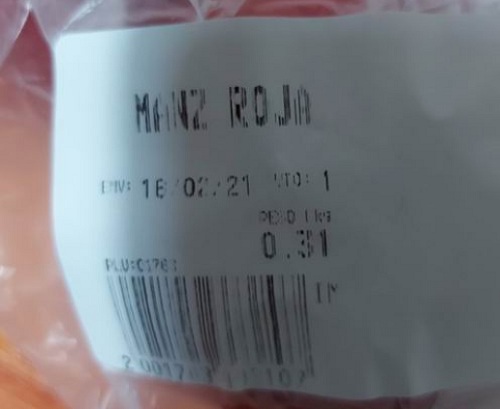 MANZ ROJA
ENV: 16/02/21 VTO: 1
PESO kg
0.31